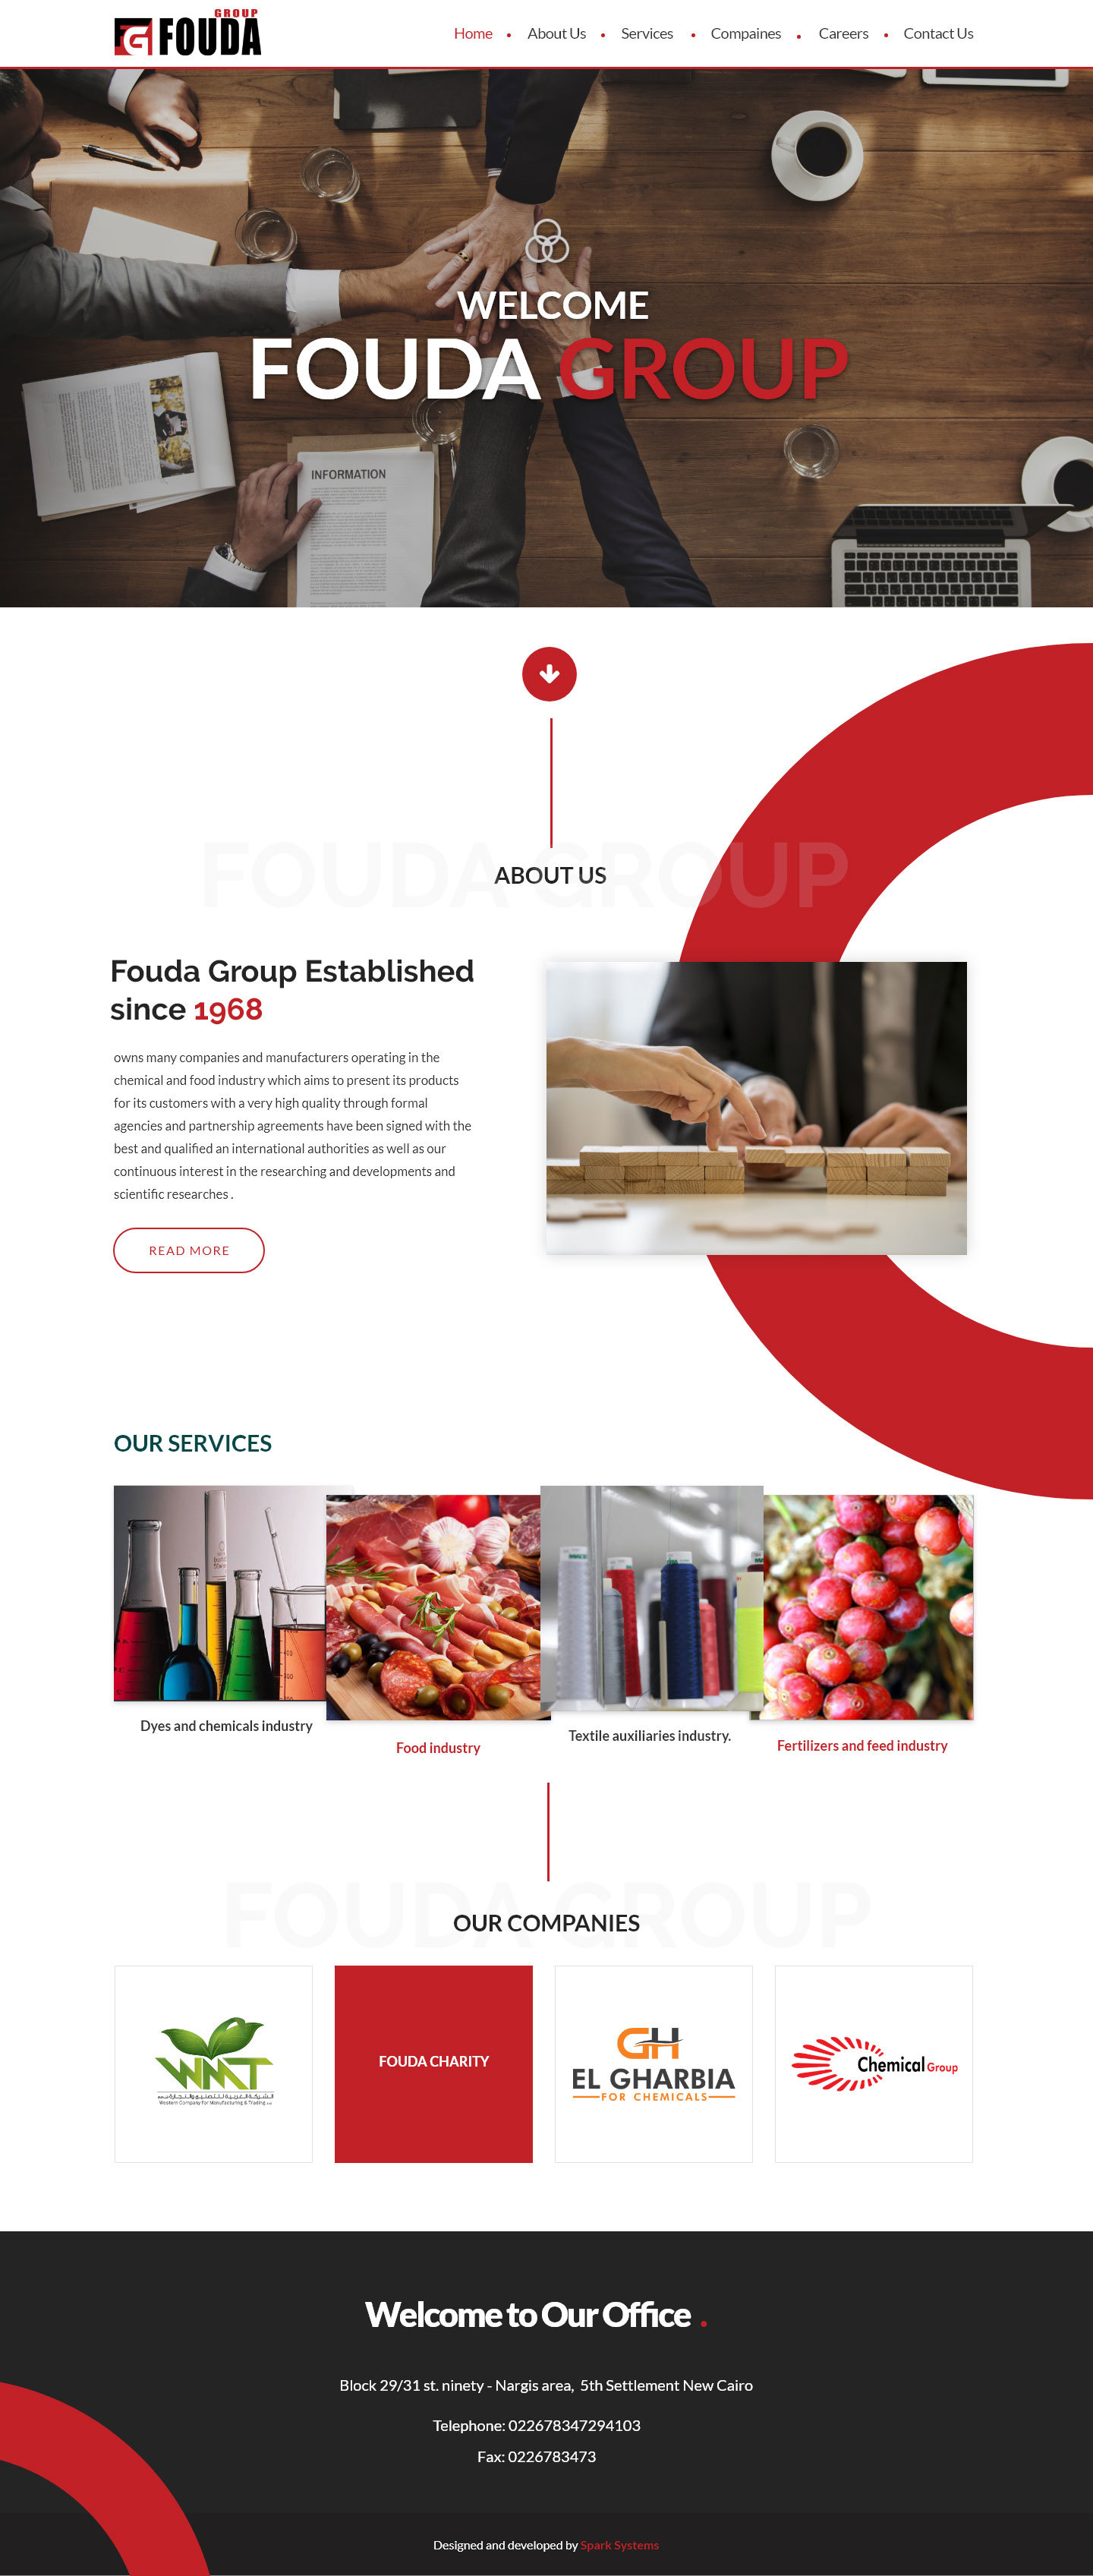 GROUP
FG FOUDA
Home • About Us • Services • Compaines • Careers • Contact Us
WELCOME
FOUDA GROUP
INFORMATION
FOUDA GROUP
ABOUT US
Fouda Group Established
since 1968
owns many companies and manufacturers operating in the
chemical and food industry which aims to present its products
for its customers with a very high quality through formal
agencies and partnership agreements have been signed with the
best and qualified an international authorities as well as our
continuous interest in the researching and developments and
scientific researches .
READ MORE
OUR SERVICES
Dyes and chemicals industry
Food industry
Textile auxiliaries industry.
Fertilizers and feed industry
FOUDA GROUP
OUR COMPANIES
WMT
الشركة الغربية للتصنيع والتجارة
Western Company for Manufacturing & Trading
FOUDA CHARITY
GH
EL GHARBIA
FOR CHEMICALS
Chemical Group
Welcome to Our Office .
Block 29/31 st. ninety - Nargis area, 5th Settlement New Cairo
Telephone: 022678347294103
Fax: 0226783473
Designed and developed by Spark Systems